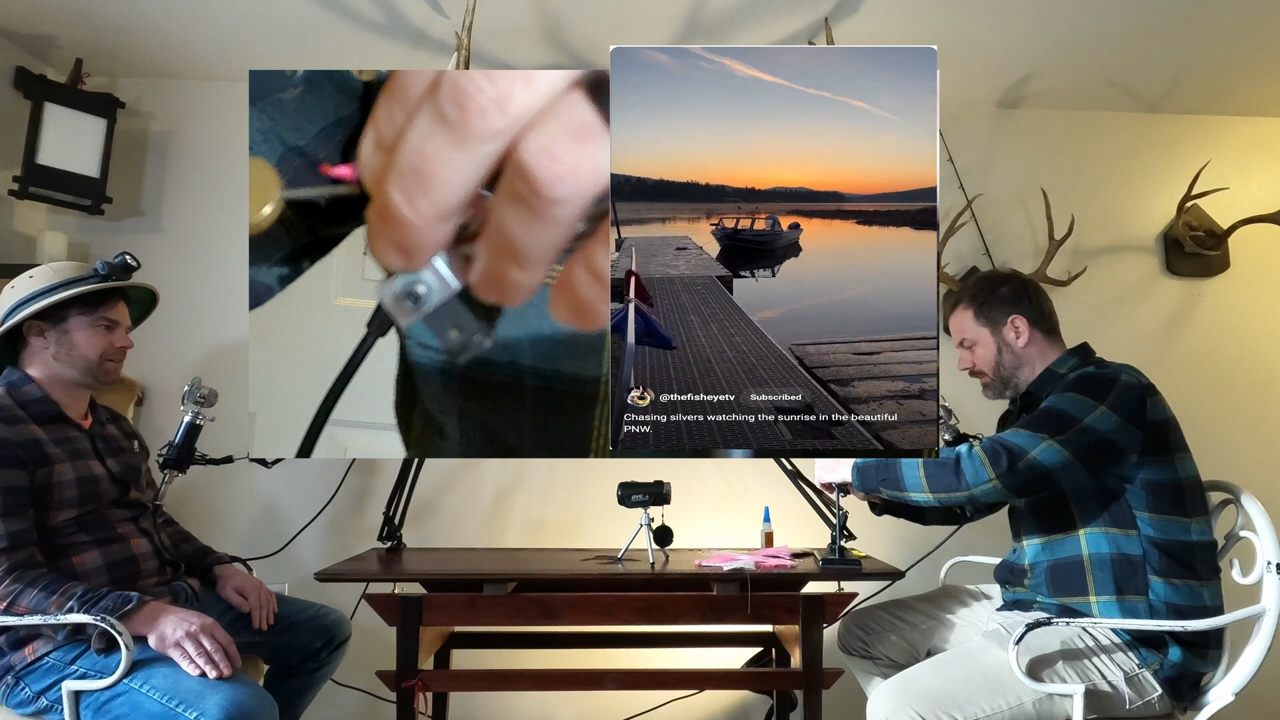 @thefisheyetv Subscribed
Chasing silvers watching the sunrise in the beautiful
PNW.